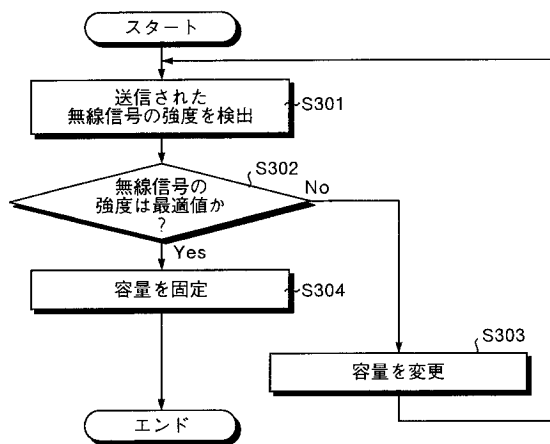 スタート
送信された
無線信号の強度を検出
S301
S302
無線信号の
強度は最適値か
?
No
Yes
容量を固定
S304
S303
容量を変更
エンド